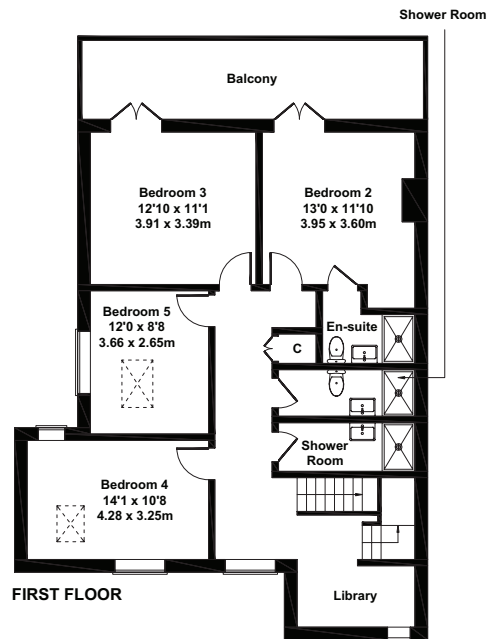 Shower Room
Balcony
Bedroom 3
12'10 x 11'1
3.91 x 3.39m
Bedroom 2
13'0 x 11'10
3.95 x 3.60m
Bedroom 5
12'0 x 8'8
3.66 x 2.65m
En-suite
C
Shower
Room
Bedroom 4
14'1 x 10'8
4.28 x 3.25m
FIRST FLOOR
Library